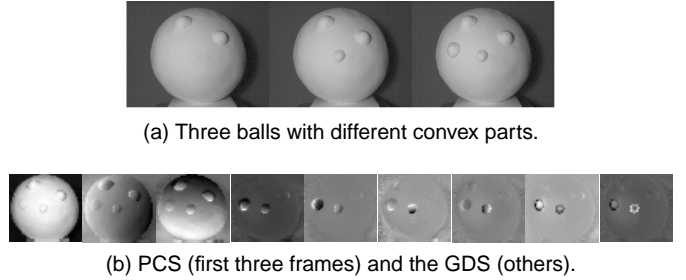 (a) Three balls with different convex parts.
(b) PCS (first three frames) and the GDS (others).